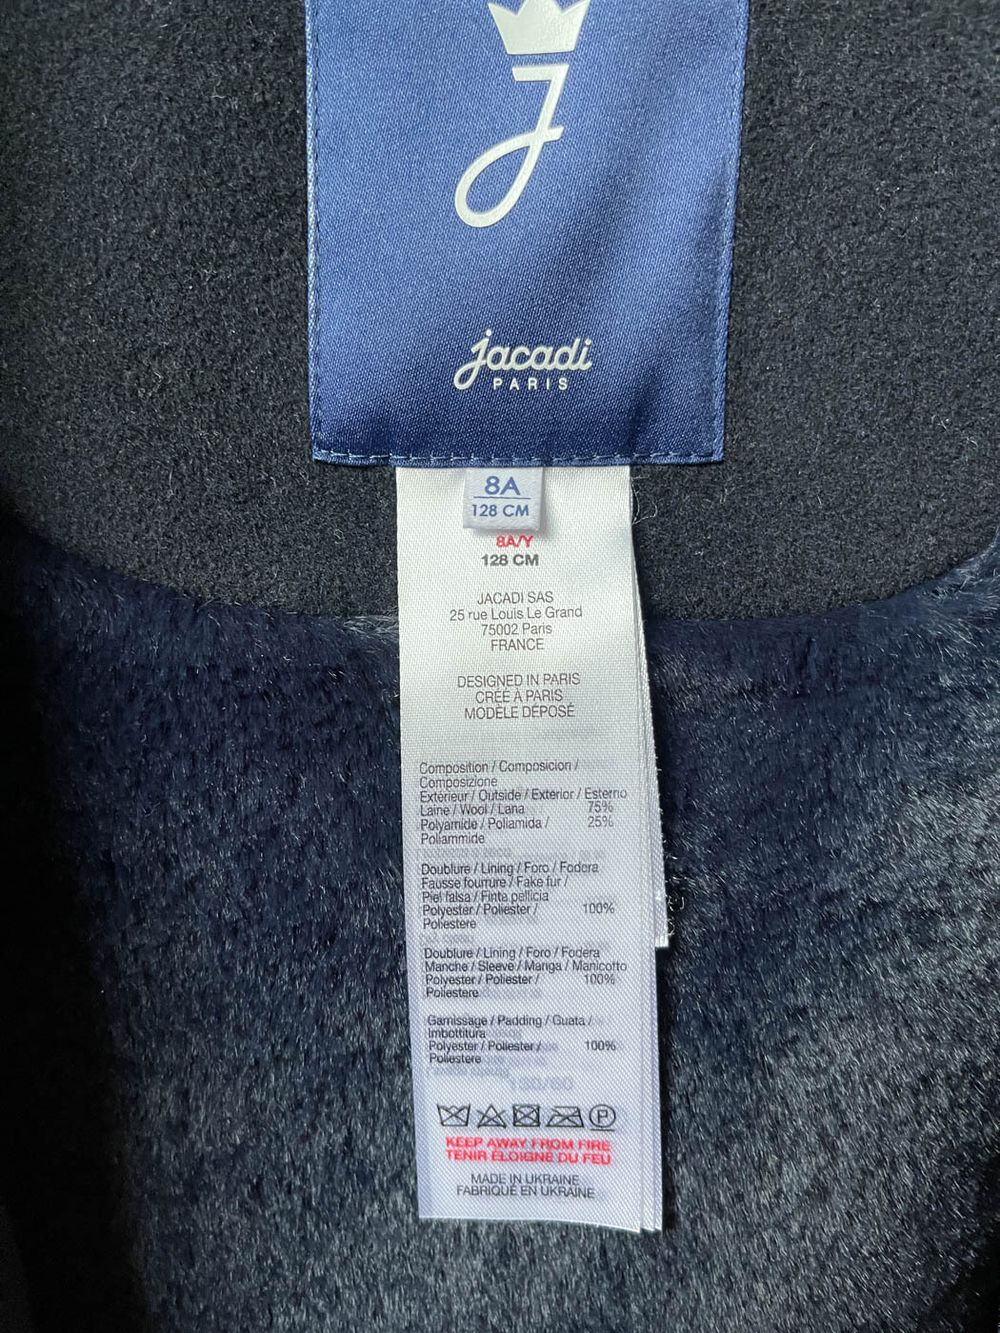 J
jacadi
PARIS
8A
128 CM
8A/Y
128 CM
JACADI SAS
25 rue Louis Le Grand
75002 Paris
FRANCE
DESIGNED IN PARIS
CRÉÉ À PARIS
MODÈLE DÉPOSÉ
Composition / Composicion /
Composizione
Extérieur / Outside / Exterior / Esterno
Laine / Wool / Lana 75%
Polyamide / Poliamida / 25%
Poliammide
Doublure / Lining / Foro / Fodera
Fausse fourrure / Fake fur /
Piel falsa / Finta pelliccia
Polyester / Poliester / 100%
Poliestere
Doublure / Lining / Foro / Fodera
Manche / Sleeve / Manga / Manicotto
Polyester / Poliester / 100%
Poliestere
Garnissage / Padding / Guata /
Imbottitura
Polyester / Poliester / 100%
Poliestere
P
KEEP AWAY FROM FIRE
TENIR ÉLOIGNÉ DU FEU
MADE IN UKRAINE
FABRIQUÉ EN UKRAINE